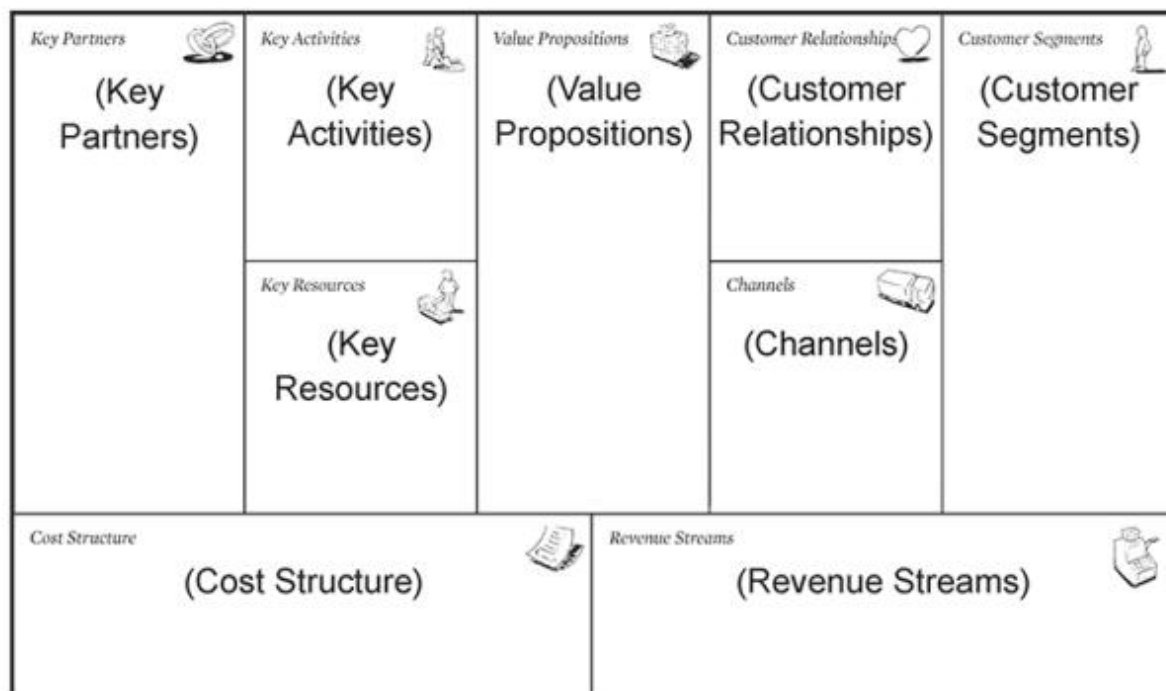 Key Partners
(Key
Partners)
Key Activities
(Key
Activities)
Key Resources
(Key
Resources)
Value Propositions
(Value
Propositions)
Customer Relationships
(Customer
Relationships)
Channels
(Channels)
Customer Segments
(Customer
Segments)
Cost Structure
(Cost Structure)
Revenue Streams
(Revenue Streams)